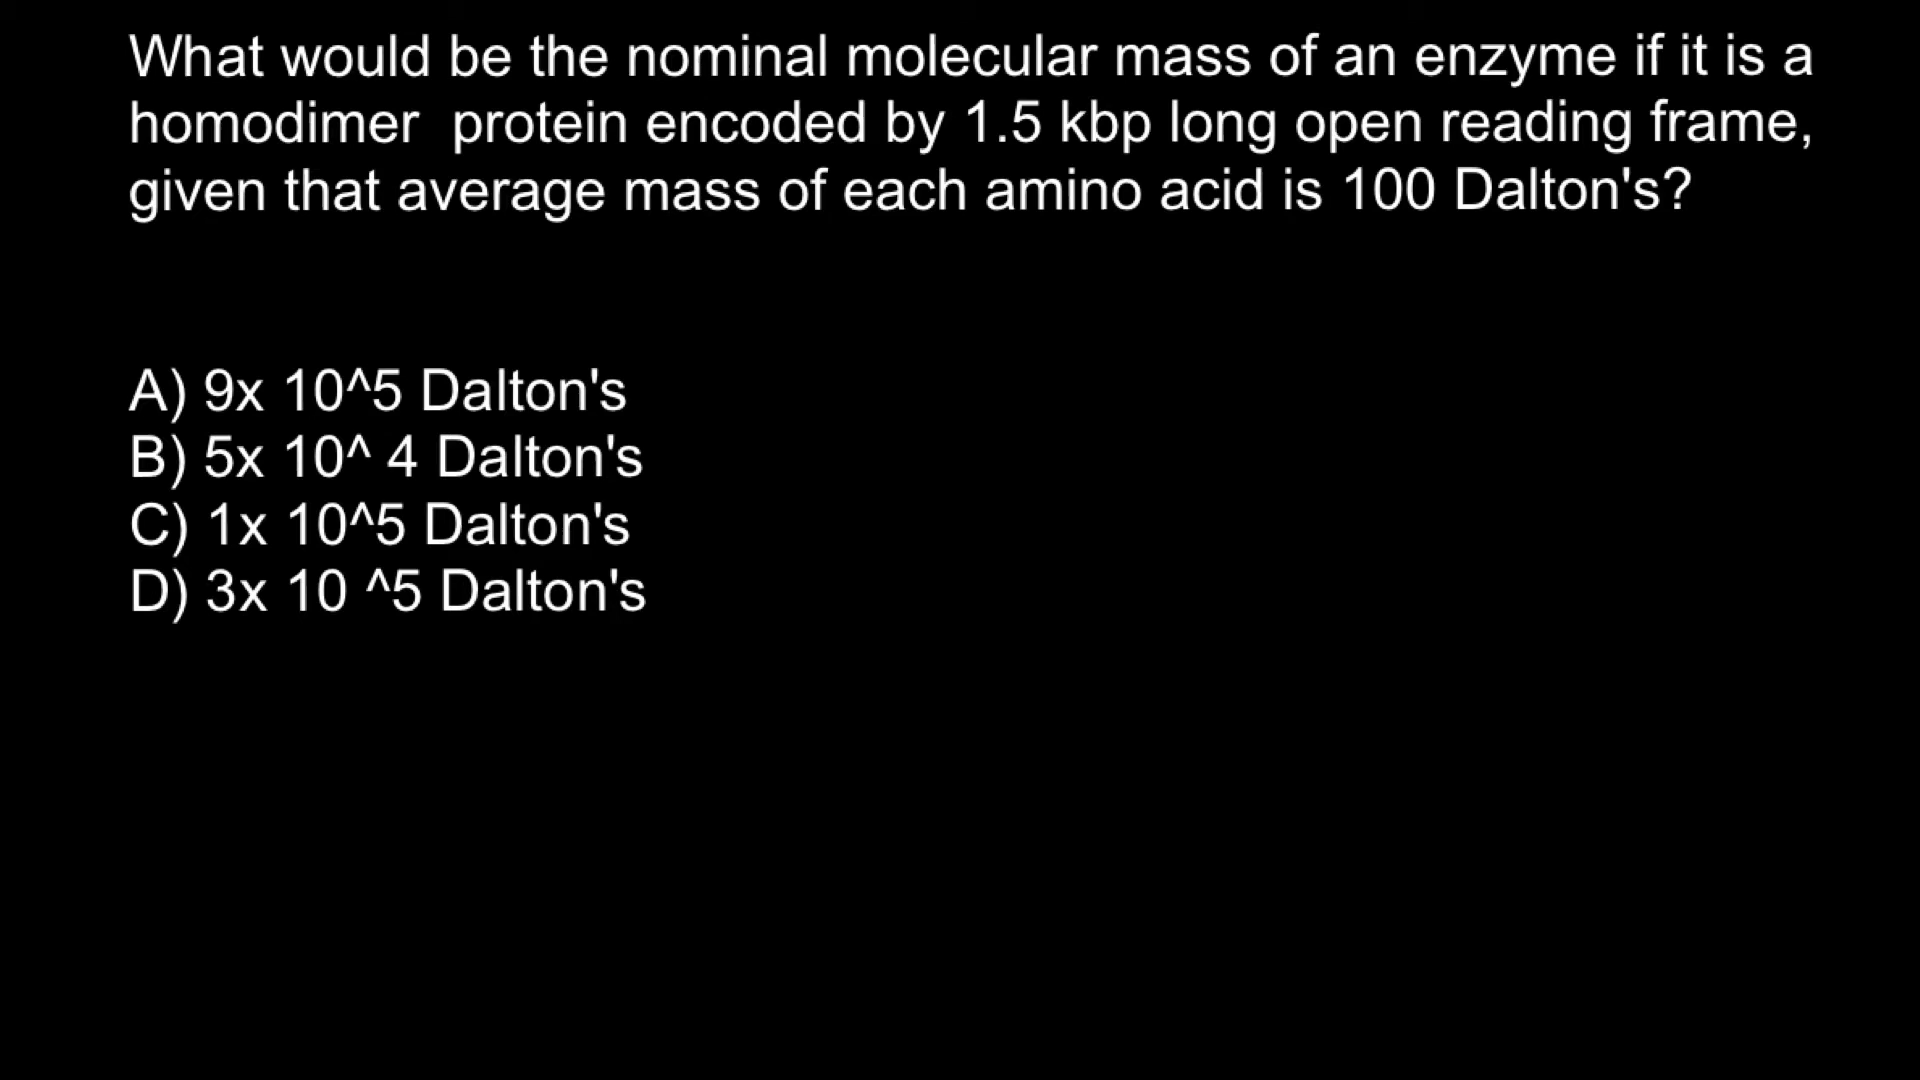 What would be the nominal molecular mass of an enzyme if it is a
homodimer  protein encoded by 1.5 kbp long open reading frame,
given that average mass of each amino acid is 100 Dalton's?
A) 9x 10^5 Dalton's
B) 5x 10^ 4 Dalton's
C) 1x 10^5 Dalton's
D) 3x 10 ^5 Dalton's